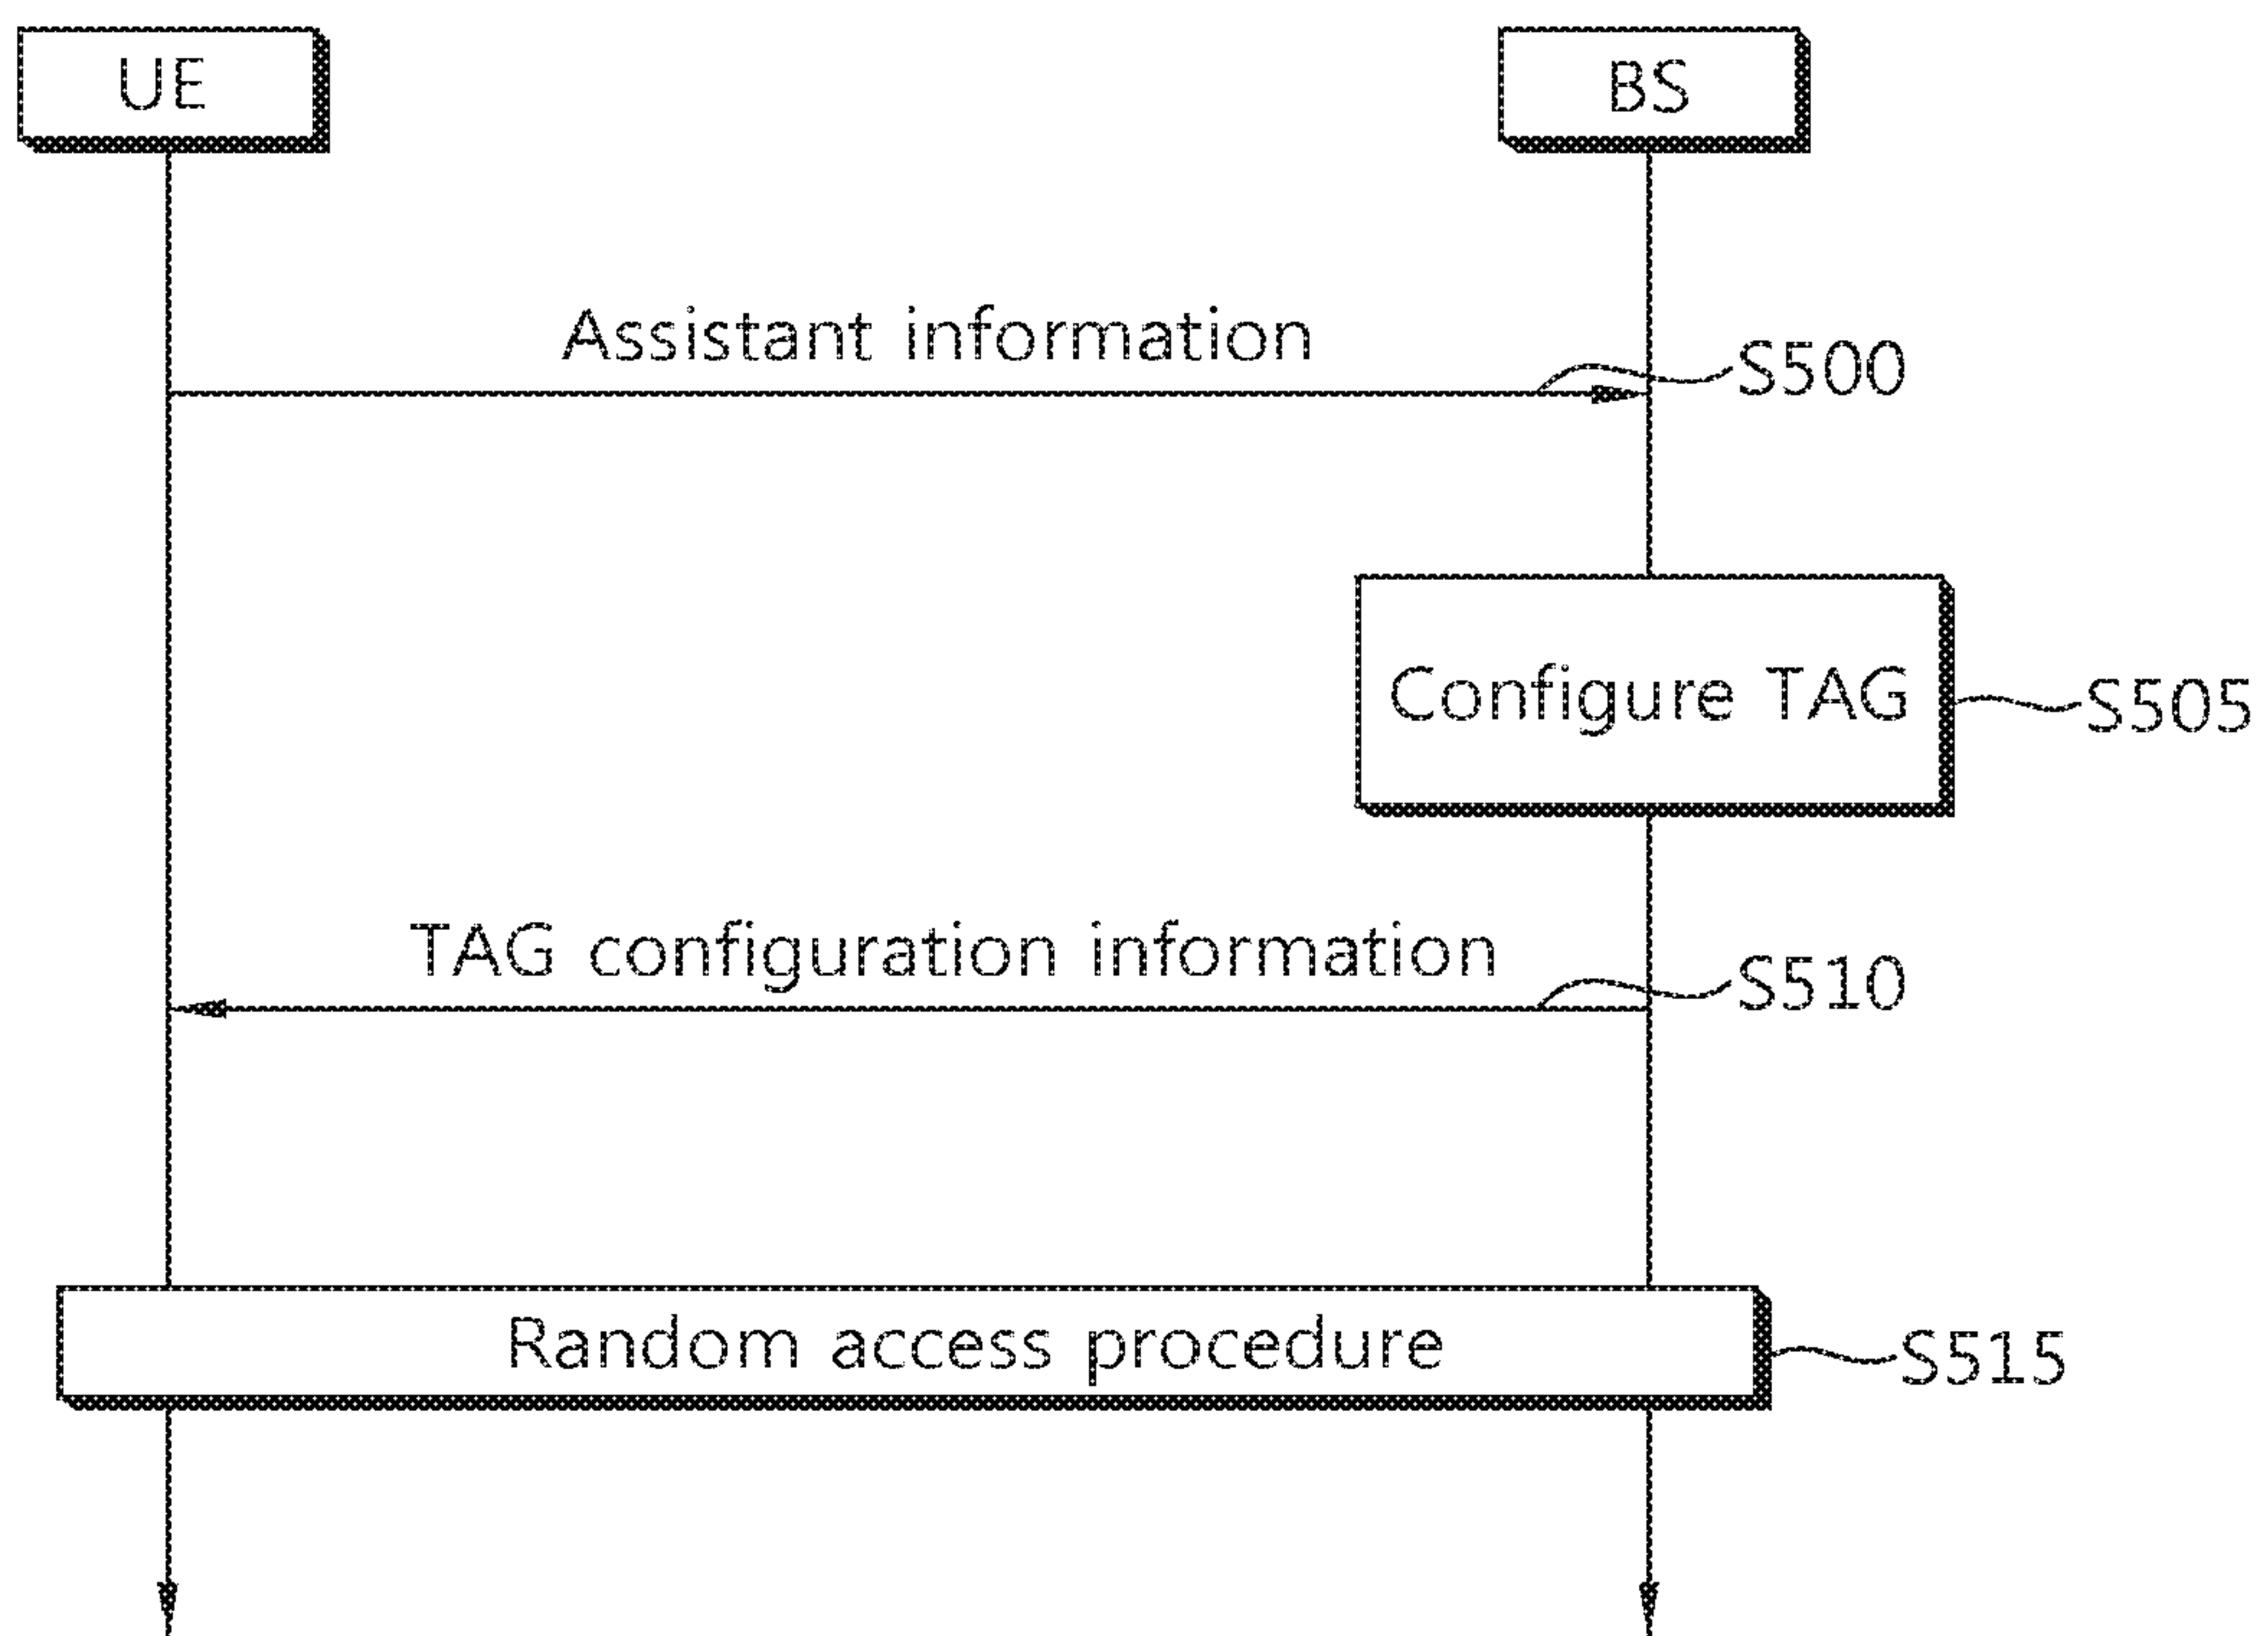 UE
BS
Assistant information
S500
Configure TAG
S505
TAG configuration information
S510
Random access procedure
S515